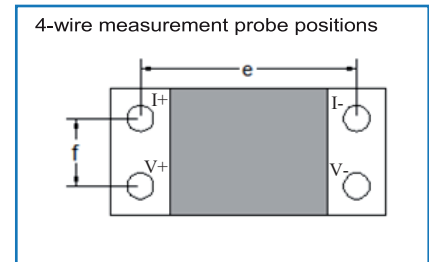 4-wire measurement probe positions
e
I+ I-
f
V+ V-